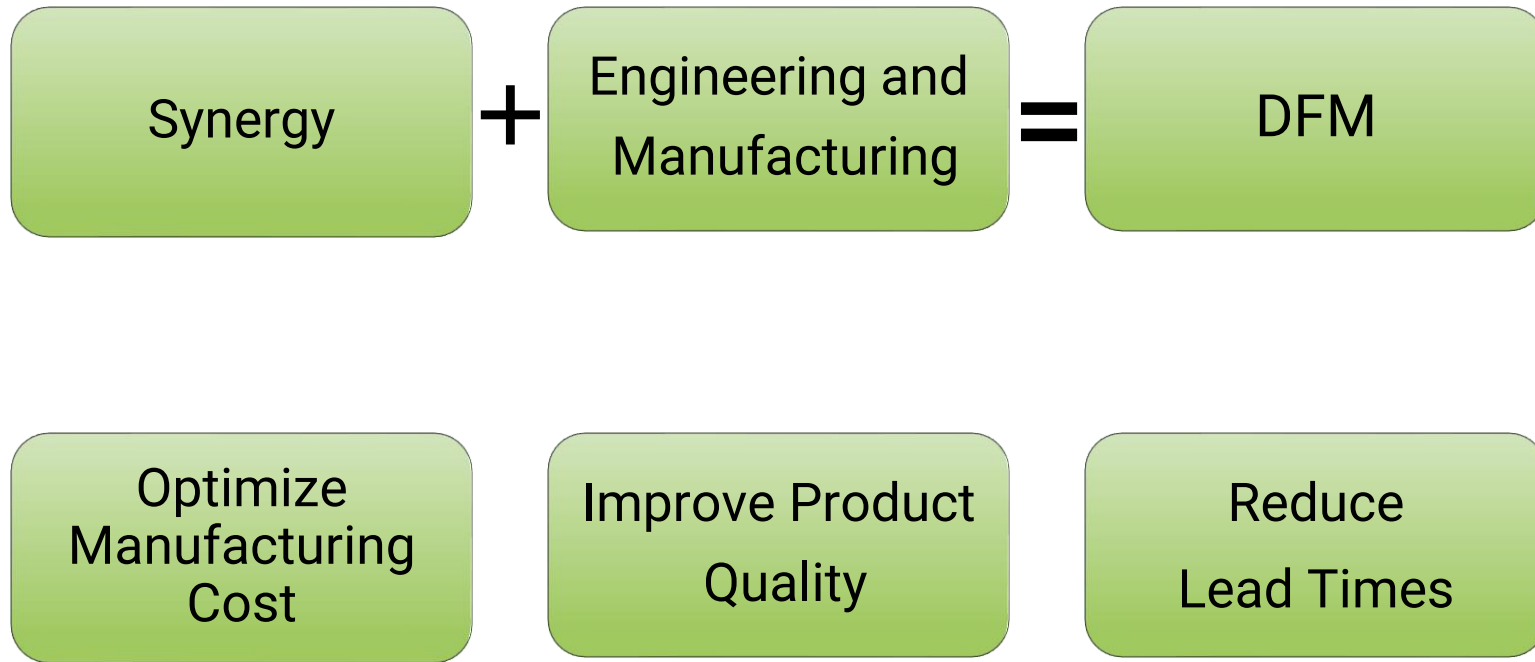 Synergy
+
Engineering and
Manufacturing
=
DFM
Optimize
Manufacturing
Cost
Improve Product
Quality
Reduce
Lead Times